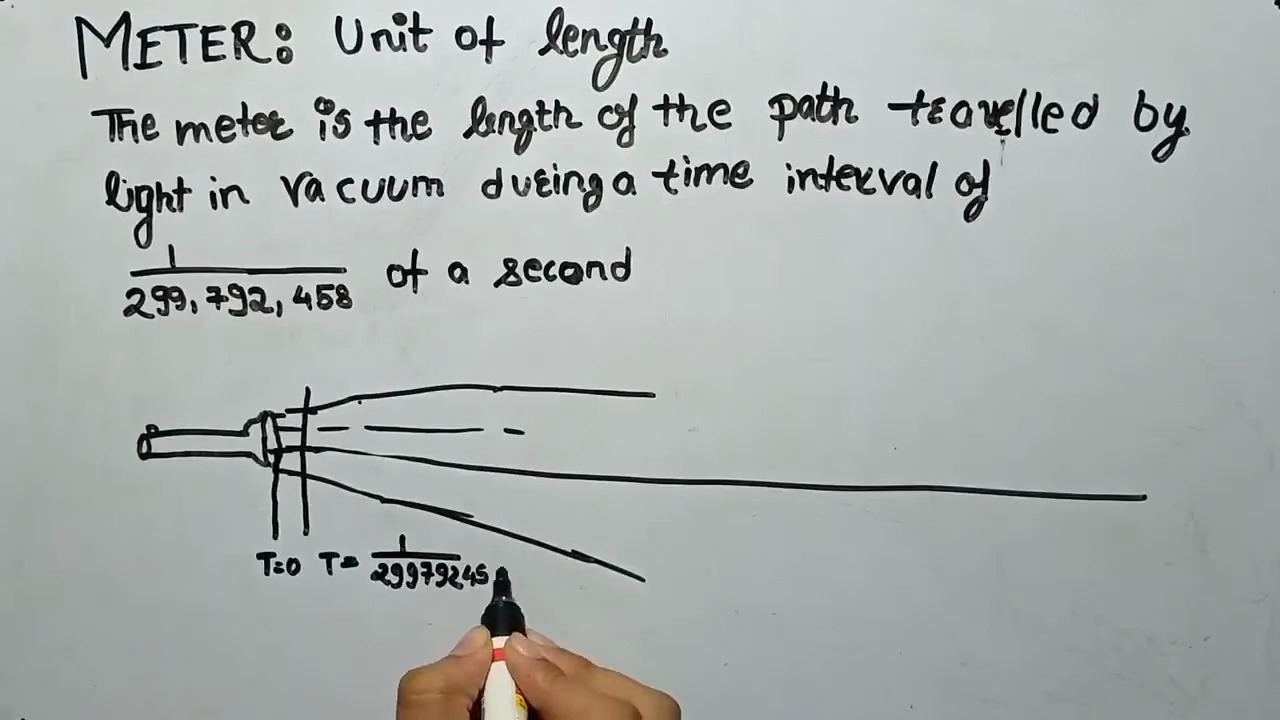 METER: Unit of length
The meter is the length of the path travelled by
light in vacuum during a time interval of
1
299,792,458 of a second
T=0 T= 1
29979245